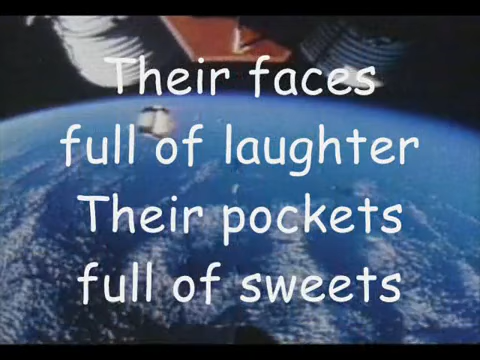 Their faces
full of laughter
Their pockets
full of sweets